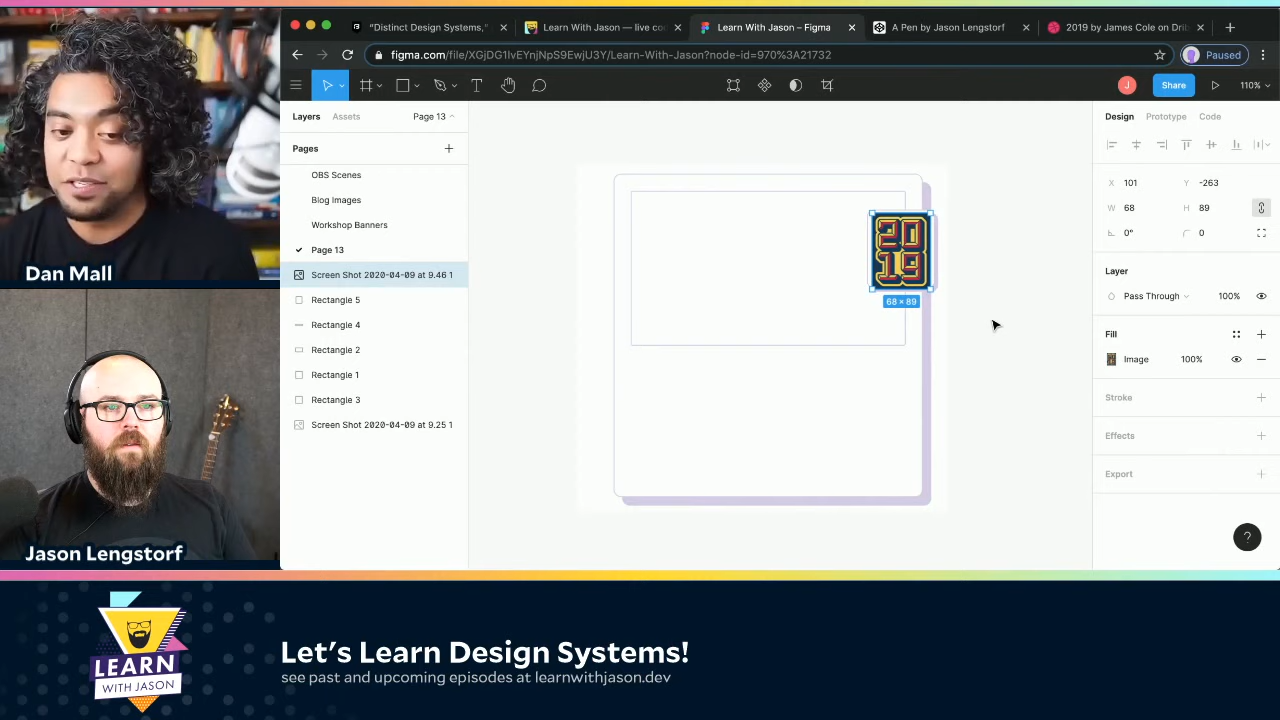 Dan Mall
Jason Lengstorf
"Distinct Design Systems,"
Learn With Jason — live co
Learn With Jason – Figma
A Pen by Jason Lengstorf
2019 by James Cole on Dri
figma.com/file/XGjDG1IvEYnjNpS9EwjU3Y/Learn-With-Jason?node-id=970%3A21732
Paused
J
Share
110%
Layers
Assets
Page 13
Pages
OBS Scenes
Blog Images
Workshop Banners
Page 13
Screen Shot 2020-04-09 at 9.46 1
Rectangle 5
Rectangle 4
Rectangle 2
Rectangle 1
Rectangle 3
Screen Shot 2020-04-09 at 9.25 1
20
19
68 × 89
Design
Prototype
Code
X 101
Y -263
W 68
H 89
0°
0
Layer
Pass Through
100%
Fill
Image
100%
Stroke
Effects
Export
?
LEARN
WITH JASON
Let's Learn Design Systems!
see past and upcoming episodes at learnwithjason.dev